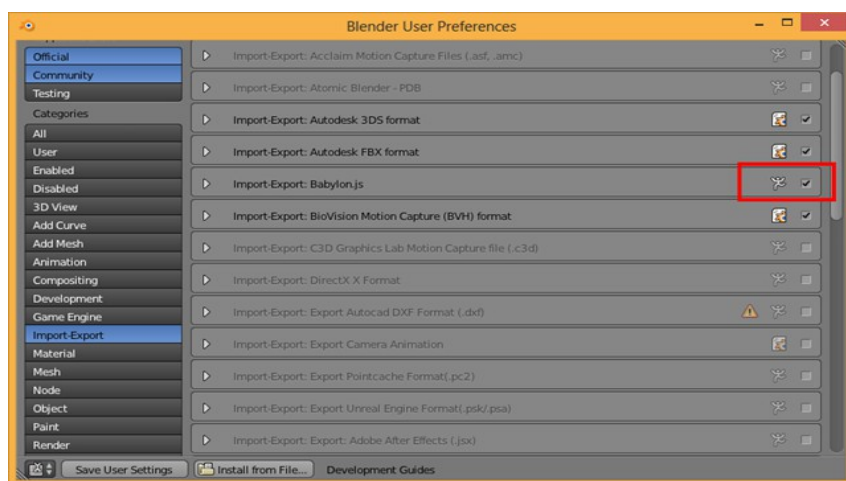 Blender User Preferences
Official
Community
Testing
Categories
All
User
Enabled
Disabled
3D View
Add Curve
Add Mesh
Animation
Compositing
Development
Game Engine
Import-Export
Material
Mesh
Node
Object
Paint
Render
Import-Export: Acclaim Motion Capture Files (.asf, .amc)
Import-Export: Atomic Blender - PDB
Import-Export: Autodesk 3DS format
Import-Export: Autodesk FBX format
Import-Export: Babylon.js
Import-Export: BioVision Motion Capture (BVH) format
Import-Export: C3D Graphics Lab Motion Capture file (.c3d)
Import-Export: DirectX X Format
Import-Export: Export Autocad DXF Format (.dxf)
Import-Export: Export Camera Animation
Import-Export: Export Pointcache Format(.pc2)
Import-Export: Export Unreal Engine Format(.psk/.psa)
Import-Export: Export: Adobe After Effects (.jsx)
Save User Settings
Install from File...
Development Guides